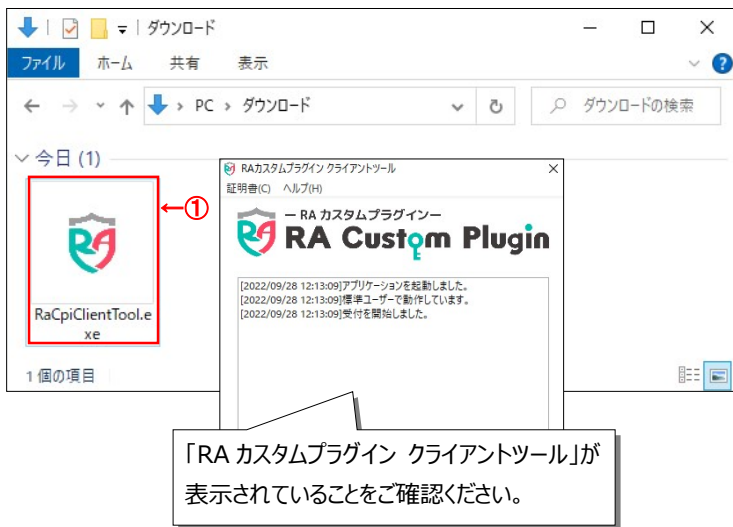 ダウンロード
ファイル ホーム 共有 表示
PC › ダウンロード ダウンロードの検索
今日 (1)
←①
RaCpiClientTool.e
xe
1 個の項目
RAカスタムプラグイン クライアントツール
証明書(C) ヘルプ(H)
RA
― RA カスタムプラグイン―
RA Custom Plugin
[2022/09/28 12:13:09]アプリケーションを起動しました。
[2022/09/28 12:13:09]標準ユーザーで動作しています。
[2022/09/28 12:13:09]受付を開始しました。
「RA カスタムプラグイン クライアントツール」が
表示されていることをご確認ください。